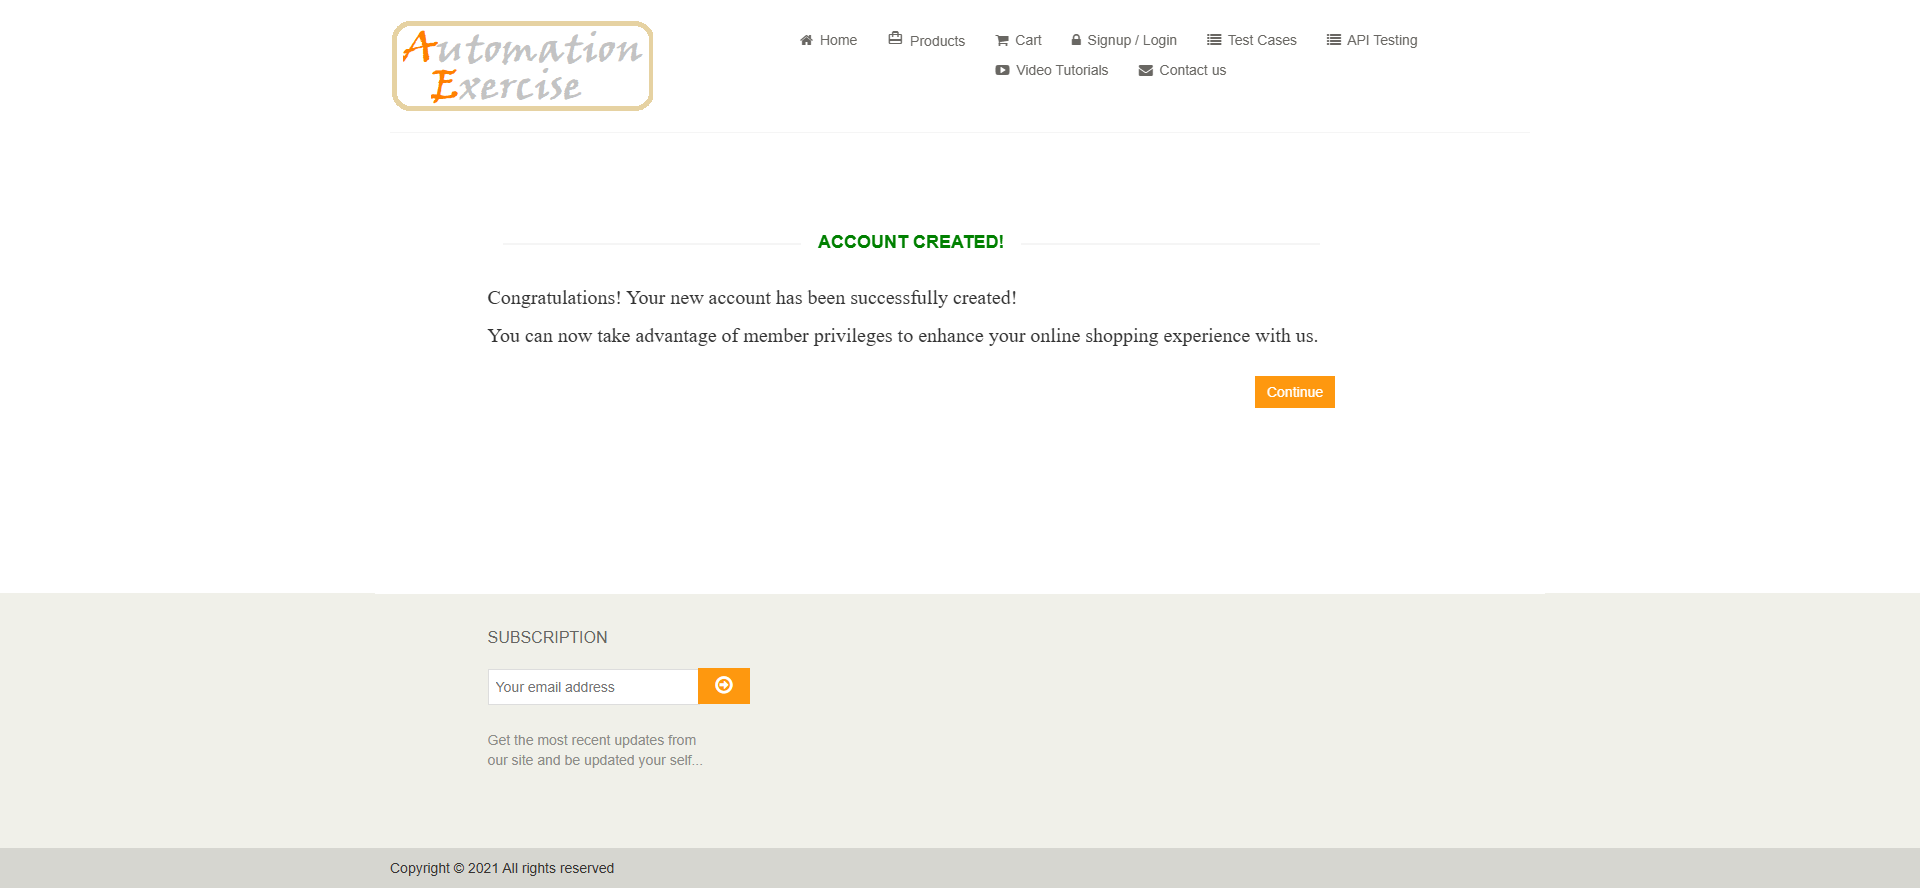 Automation
Exercise
Home Products Cart Signup / Login Test Cases API Testing
Video Tutorials Contact us
ACCOUNT CREATED!
Congratulations! Your new account has been successfully created!
You can now take advantage of member privileges to enhance your online shopping experience with us.
Continue
SUBSCRIPTION
Your email address
Get the most recent updates from
our site and be updated your self...
Copyright © 2021 All rights reserved